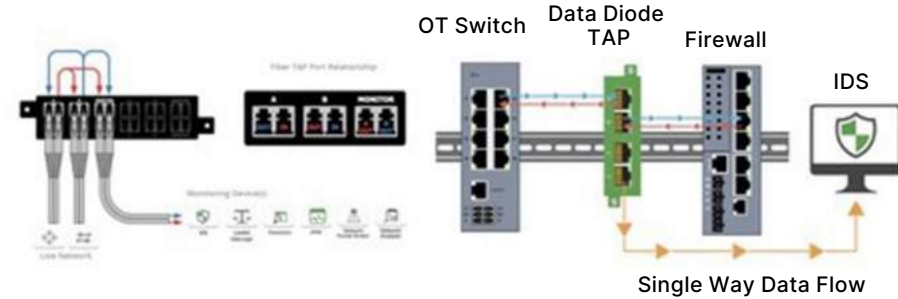 OT Switch
Data Diode
TAP
Firewall
IDS
Fiber TAP Port Relationship
A
B
MONITOR
Monitoring Device(s)
IDS
Live Network
Single Way Data Flow